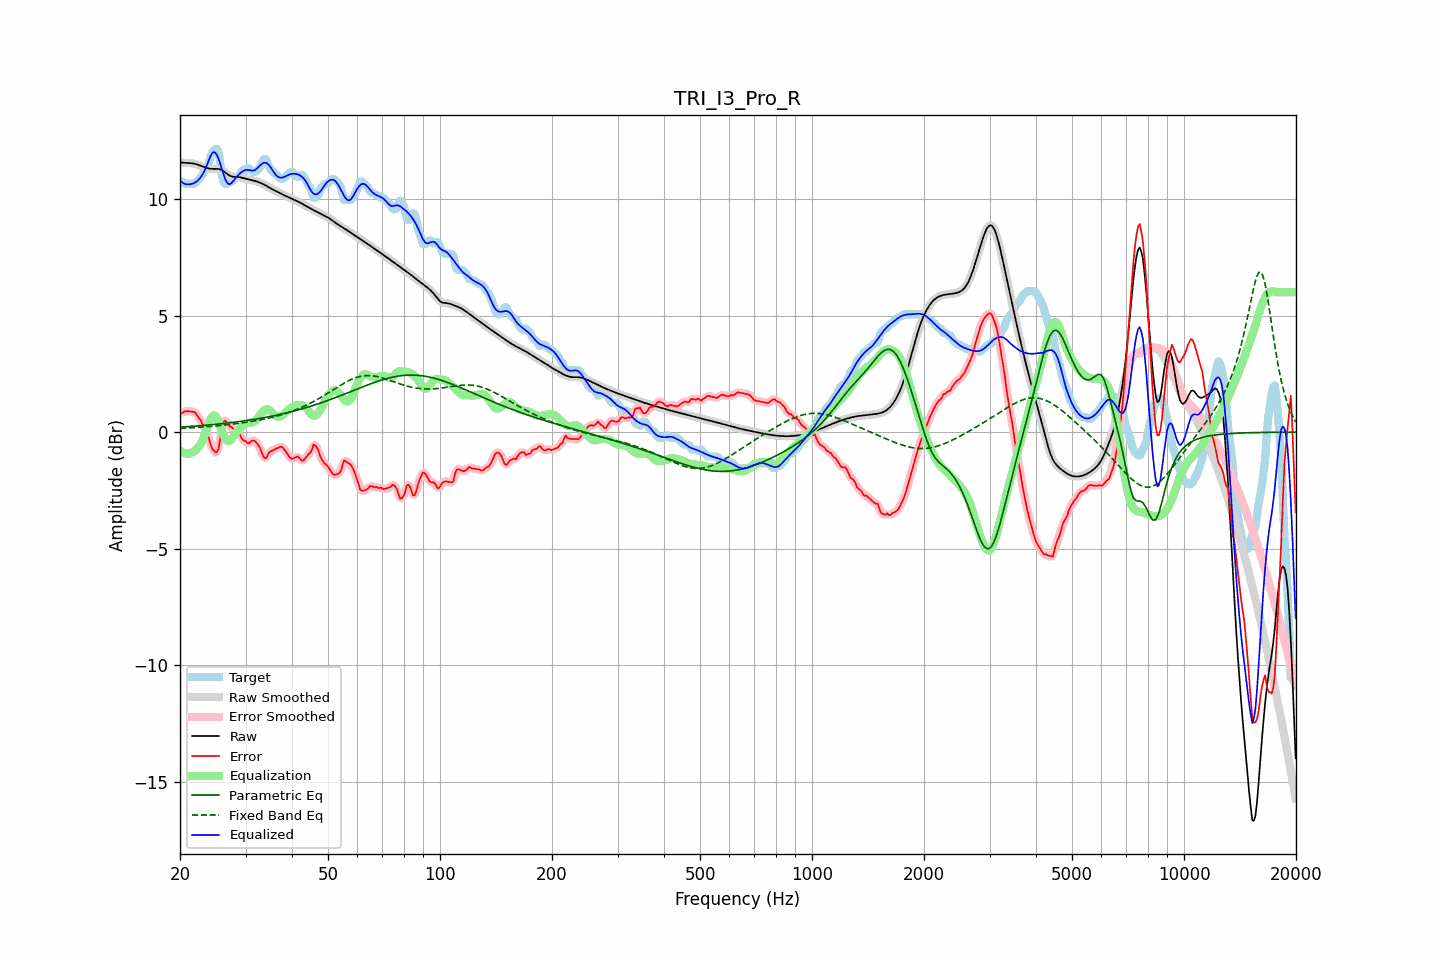 TRI_I3_Pro_R
Amplitude (dBr)
10
5
0
−5
−10
−15
Target
Raw Smoothed
Error Smoothed
Raw
Error
Equalization
Parametric Eq
Fixed Band Eq
Equalized
20 50 100 200 500 1000 2000 5000 10000 20000
Frequency (Hz)